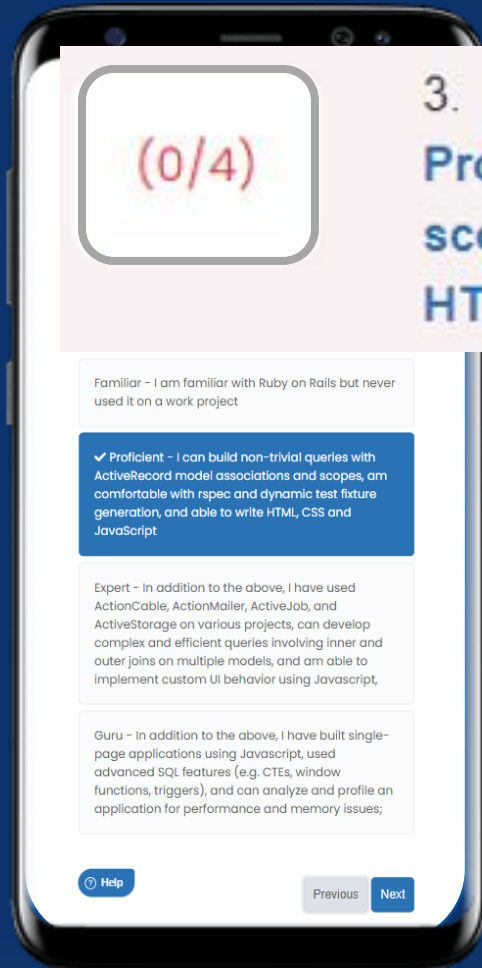 (0/4)
3.
Familiar - I am familiar with Ruby on Rails but never
used it on a work project
Proficient - I can build non-trivial queries with
ActiveRecord model associations and scopes, am
comfortable with rspec and dynamic test fixture
generation, and able to write HTML, CSS and
JavaScript
Expert - In addition to the above, I have used
ActionCable, ActionMailer, ActiveJob, and
ActiveStorage on various projects, can develop
complex and efficient queries involving inner and
outer joins on multiple models, and am able to
implement custom UI behavior using Javascript,
Guru - In addition to the above, I have built single-
page applications using Javascript, used
advanced SQL features (e.g. CTEs, window
functions, triggers), and can analyze and profile an
application for performance and memory issues;
Help
Previous Next